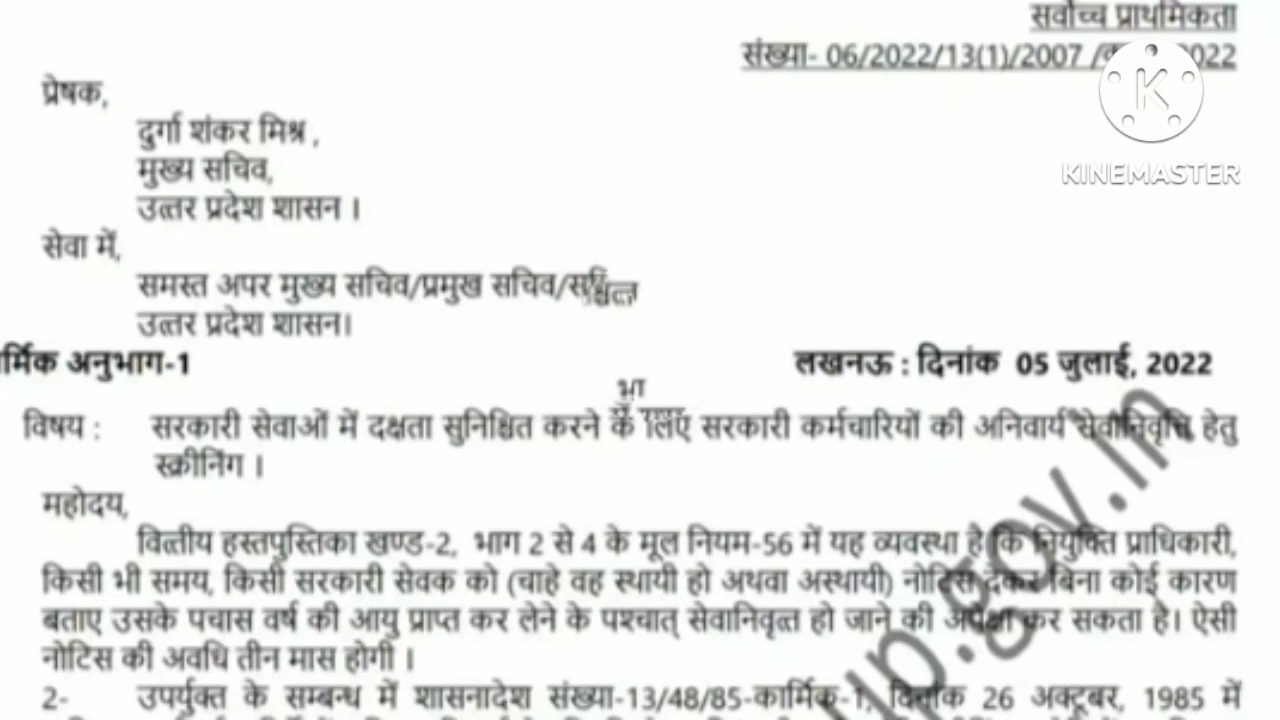 सर्वोच्च प्राथमिकता
संख्या- 06/2022/13(1)/2007 /
022
KINEMASTER
प्रेषक,
दुर्गा शंकर मिश्र ,
मुख्य सचिव,
उत्तर प्रदेश शासन ।
सेवा में,
समस्त अपर मुख्य सचिव/प्रमुख सचिव/
उत्तर प्रदेश शासन।
र्मिक अनुभाग-1
लखनऊ : दिनांक 05 जुलाई, 2022
विषय : सरकारी सेवाओं में दक्षता सुनिश्चित करने के लिए सरकारी कर्मचारियों की अनिवार्य सेवानिवृत्ति हेतु
स्क्रीनिंग ।
महोदय,
वित्तीय हस्तपुस्तिका खण्ड-2, भाग 2 से 4 के मूल नियम-56 में यह व्यवस्था है कि नियुक्ति प्राधिकारी,
किसी भी समय, किसी सरकारी सेवक को (चाहे वह स्थायी हो अथवा अस्थायी) नोटिस देकर बिना कोई कारण
बताए उसके पचास वर्ष की आयु प्राप्त कर लेने के पश्चात् सेवानिवृत्त हो जाने की अपेक्षा कर सकता है। ऐसी
नोटिस की अवधि तीन मास होगी ।
2- उपर्युक्त के सम्बन्ध में शासनादेश संख्या-13/48/85-कार्मिक-1, दिनांक 26 अक्टूबर, 1985 में
up.gov.in